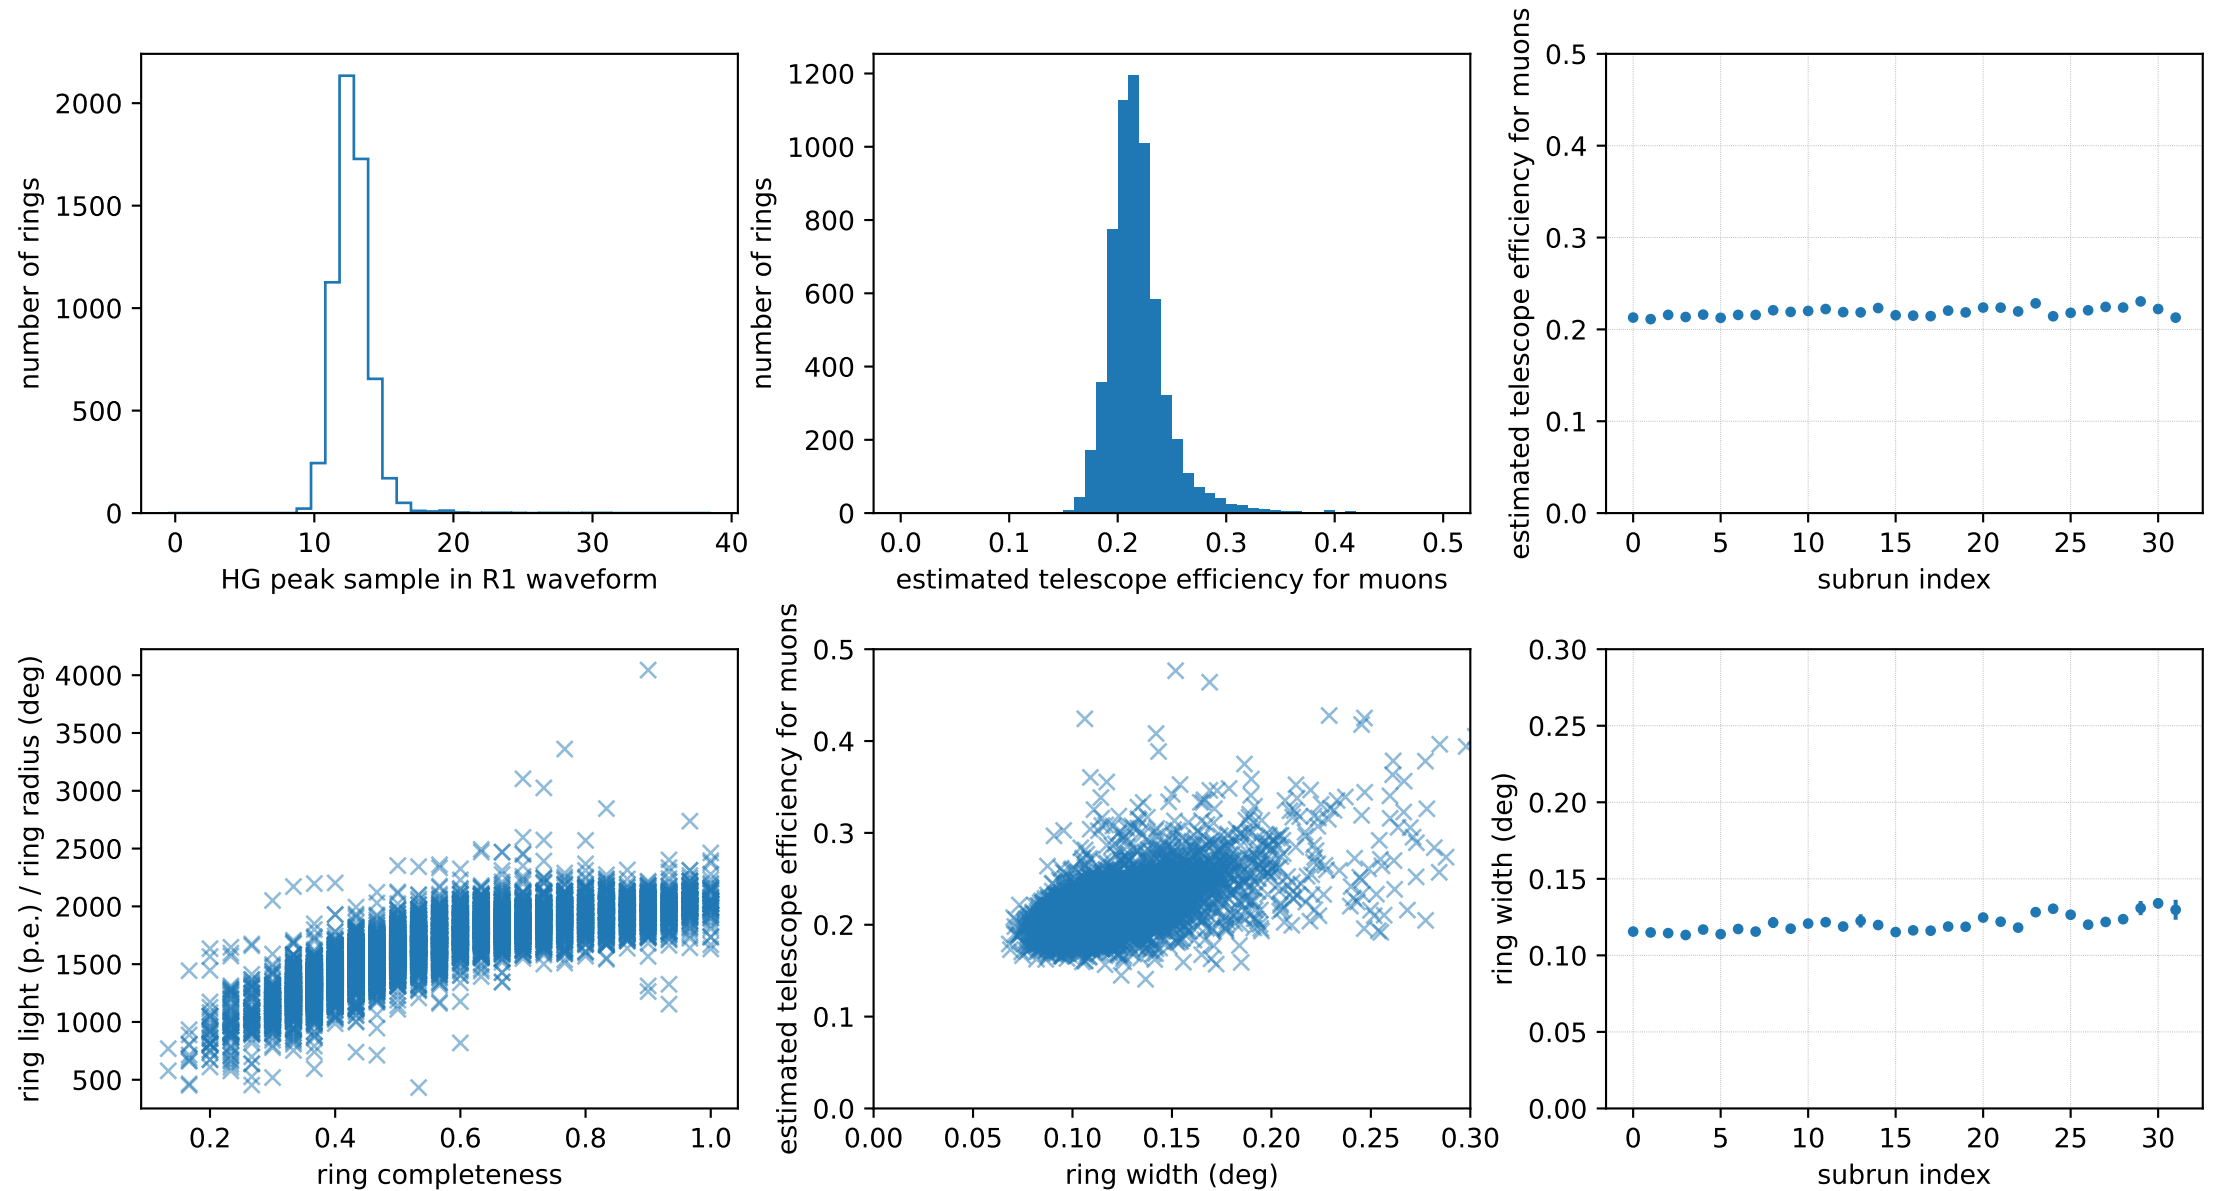 2000
1500
1000
500
0
number of rings
0 10 20 30 40
HG peak sample in R1 waveform
1200
1000
800
600
400
200
0
number of rings
0.0 0.1 0.2 0.3 0.4 0.5
estimated telescope efficiency for muons
0.5
0.4
0.3
0.2
0.1
0.0
estimated telescope efficiency for muons
0 5 10 15 20 25 30
subrun index
4000
3500
3000
2500
2000
1500
1000
500
ring light (p.e.) / ring radius (deg)
0.2 0.4 0.6 0.8 1.0
ring completeness
0.5
0.4
0.3
0.2
0.1
0.0
estimated telescope efficiency for muons
0.00 0.05 0.10 0.15 0.20 0.25 0.30
ring width (deg)
0.30
0.25
0.20
0.15
0.10
0.05
0.00
ring width (deg)
0 5 10 15 20 25 30
subrun index